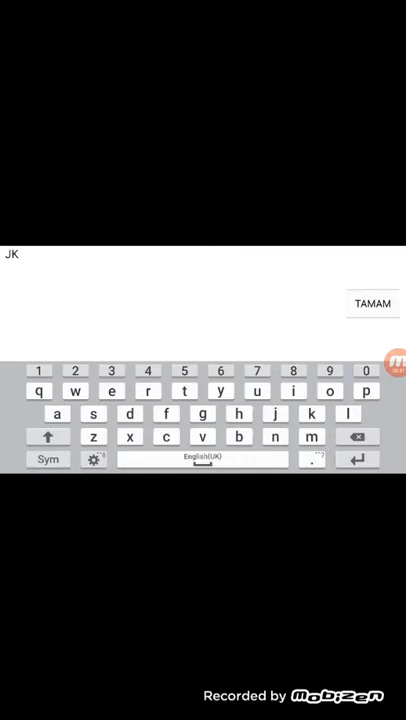 JK
TAMAM
1 2 3 4 5 6 7 8 9 0
q w e r t y u i o p
a s d f g h j k l
z x c v b n m
Sym English(UK) . ?
Recorded by Mobizen